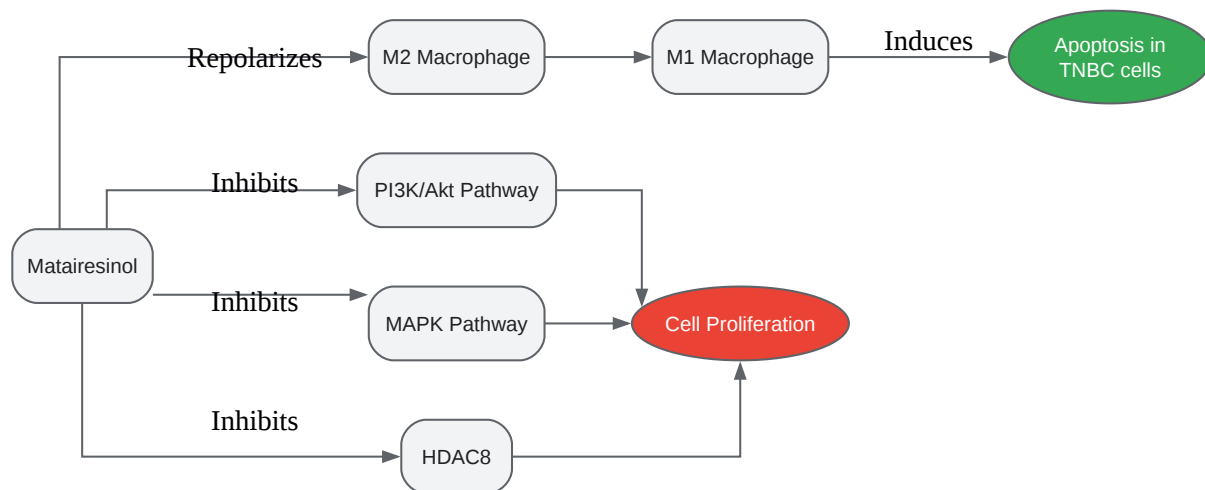 Repolarizes
M2 Macrophage
M1 Macrophage
Induces
Apoptosis in
TNBC cells
Inhibits
PI3K/Akt Pathway
Matairesinol
Inhibits
MAPK Pathway
Cell Proliferation
Inhibits
HDAC8